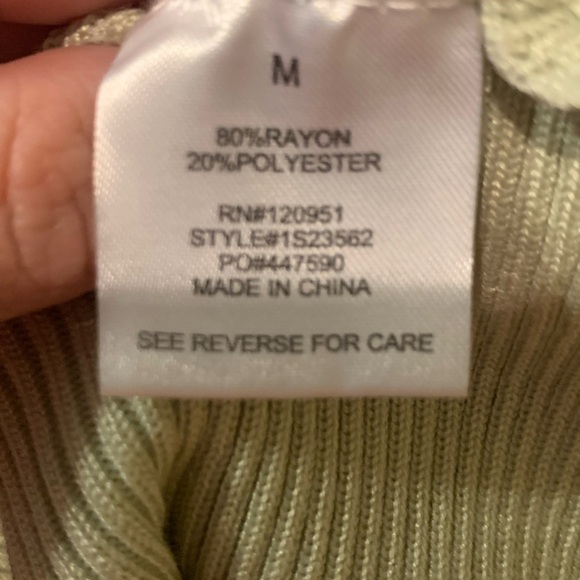 M
80%RAYON
20%POLYESTER
RN#120951
STYLE#1S23562
PO#447590
MADE IN CHINA
SEE REVERSE FOR CARE